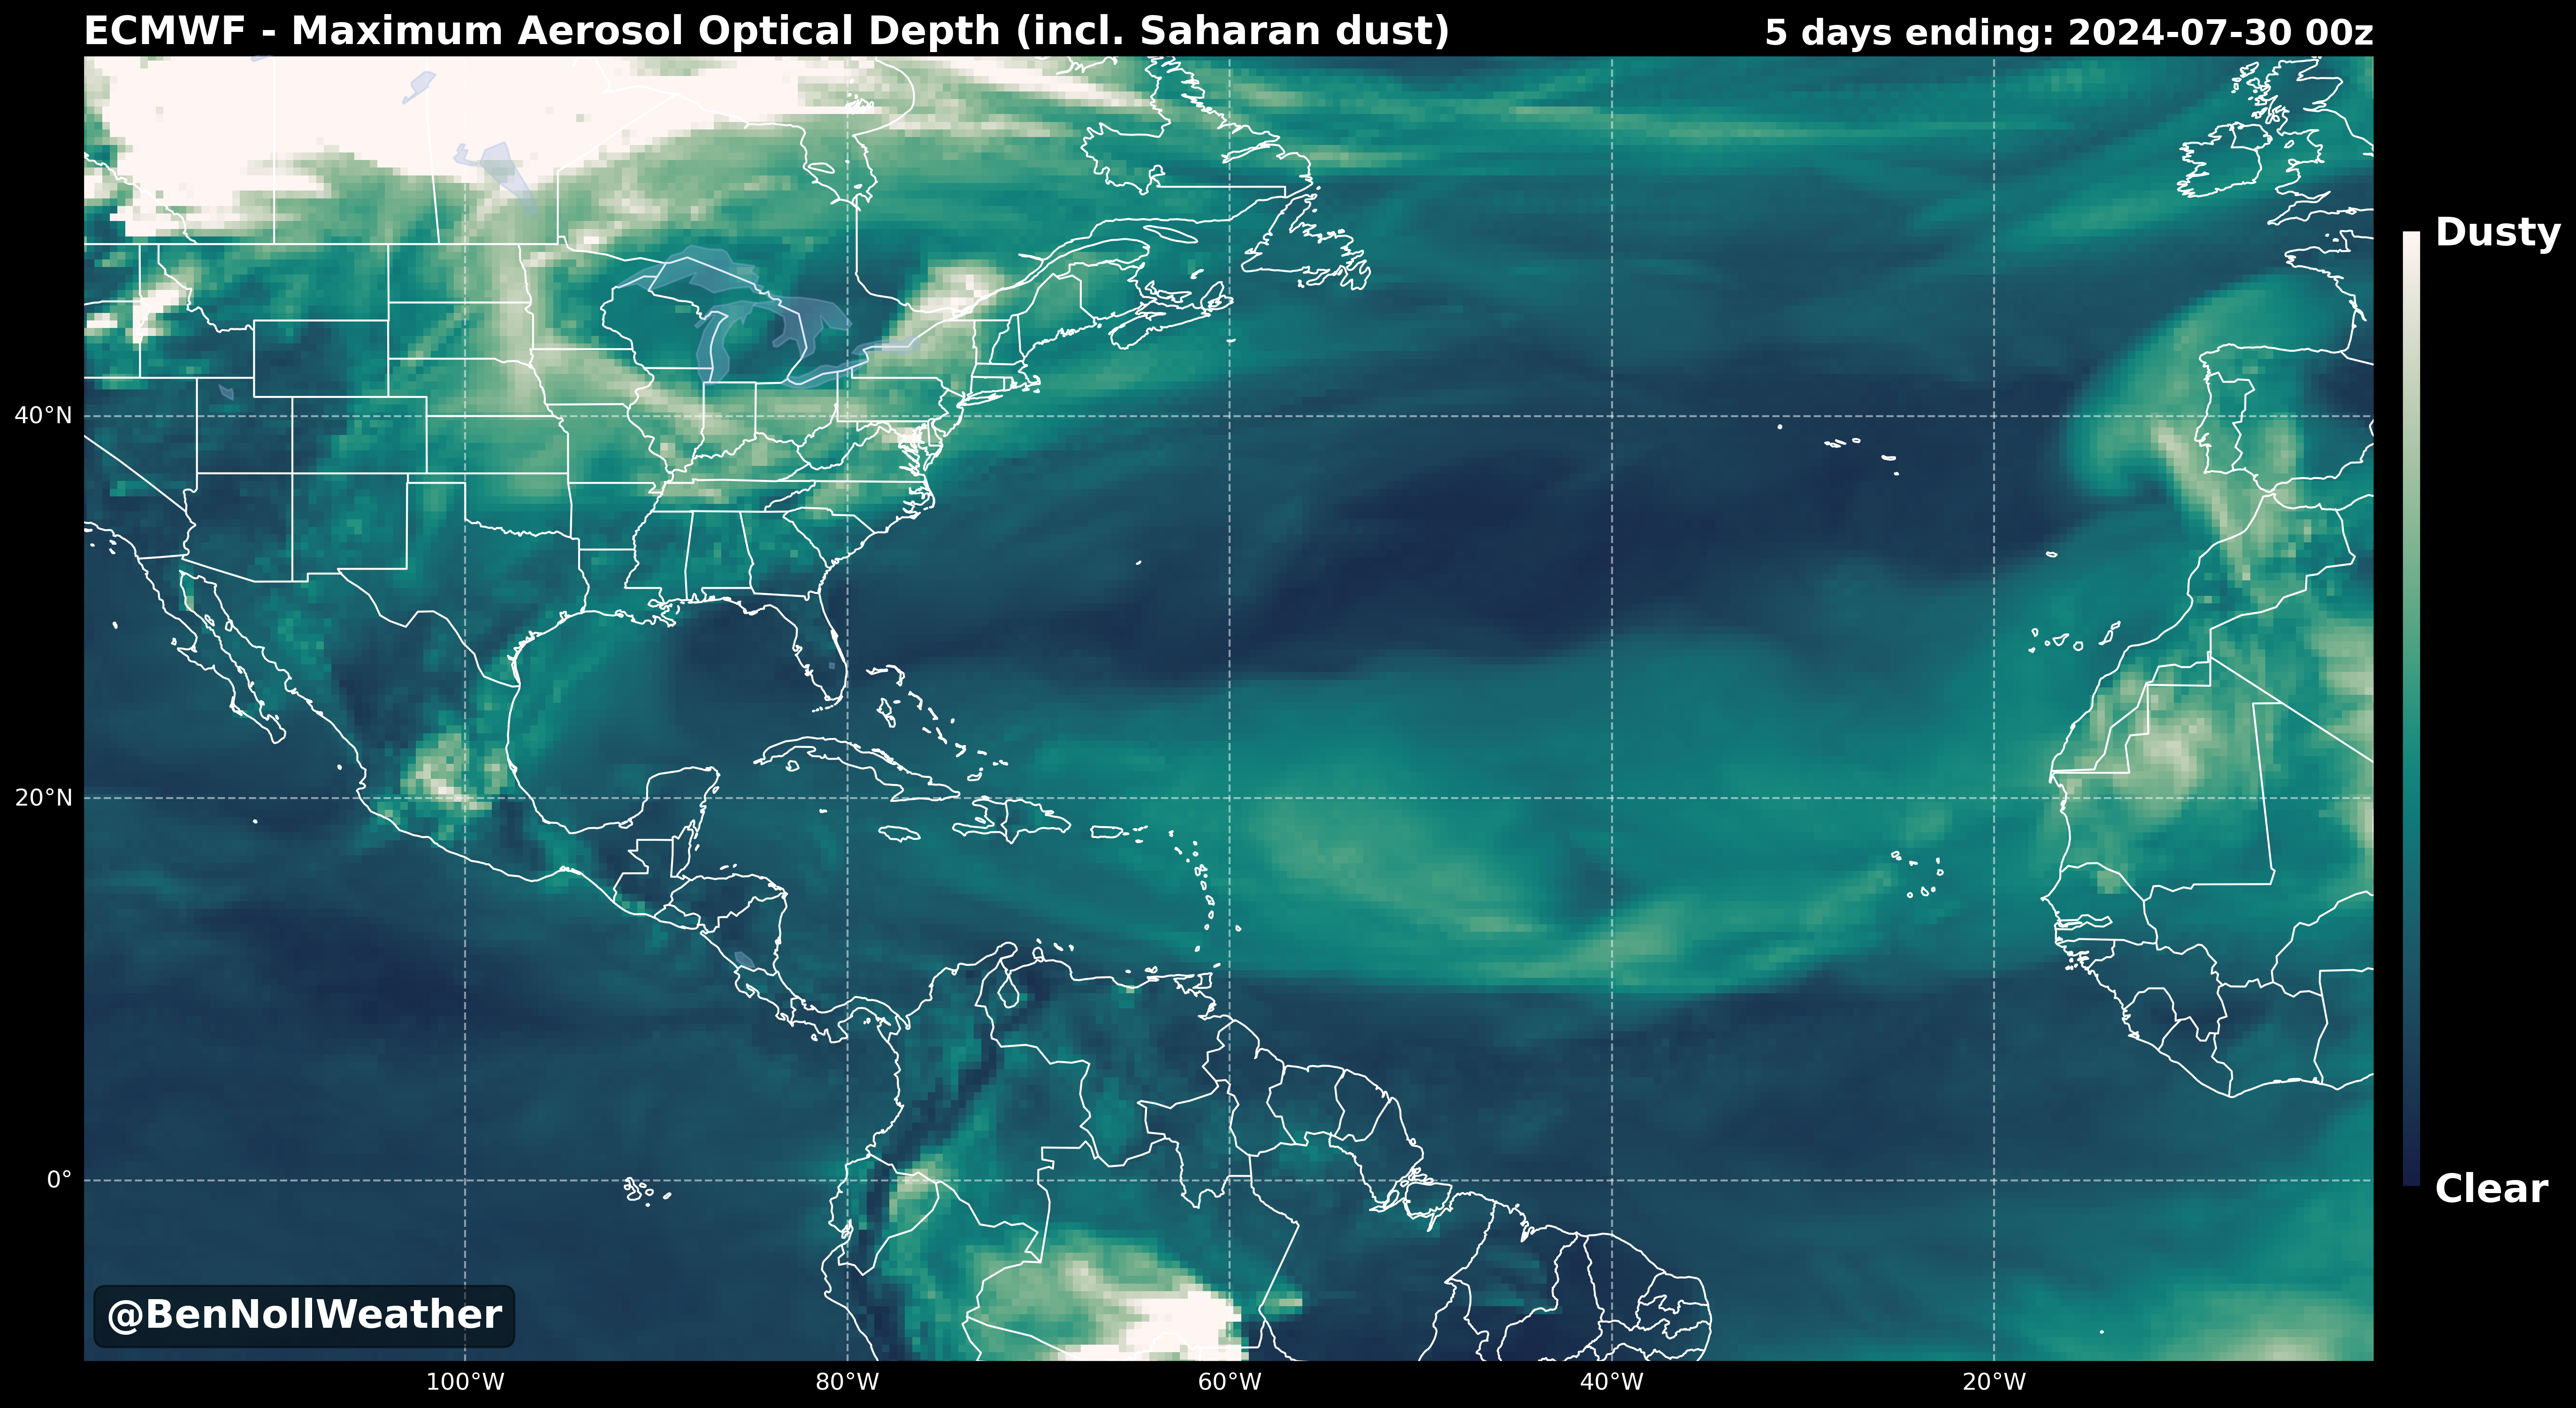 ECMWF - Maximum Aerosol Optical Depth (incl. Saharan dust)
5 days ending: 2024-07-30 00z
Dusty
40°N
20°N
0°
Clear
@BenNollWeather
100°W
80°W
60°W
40°W
20°W